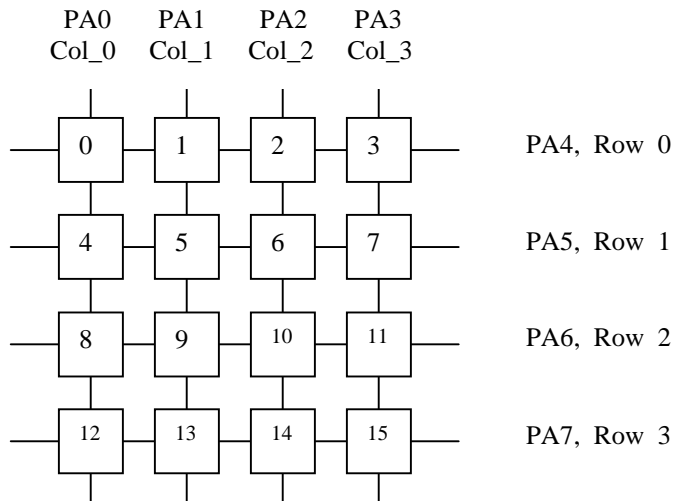 PA0 PA1 PA2 PA3
Col_0 Col_1 Col_2 Col_3
0 1 2 3 PA4, Row 0
4 5 6 7 PA5, Row 1
8 9 10 11 PA6, Row 2
12 13 14 15 PA7, Row 3